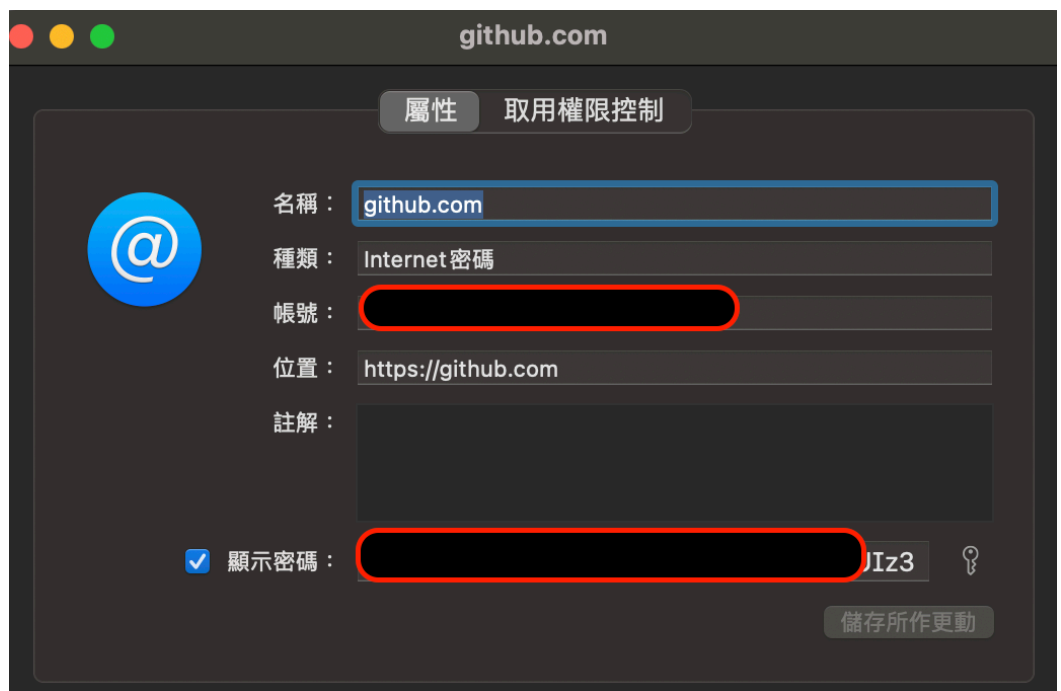 github.com
屬性 取用權限控制
名稱： github.com
種類： Internet密碼
帳號：
位置： https://github.com
註解：
顯示密碼： JIz3
儲存所作更動